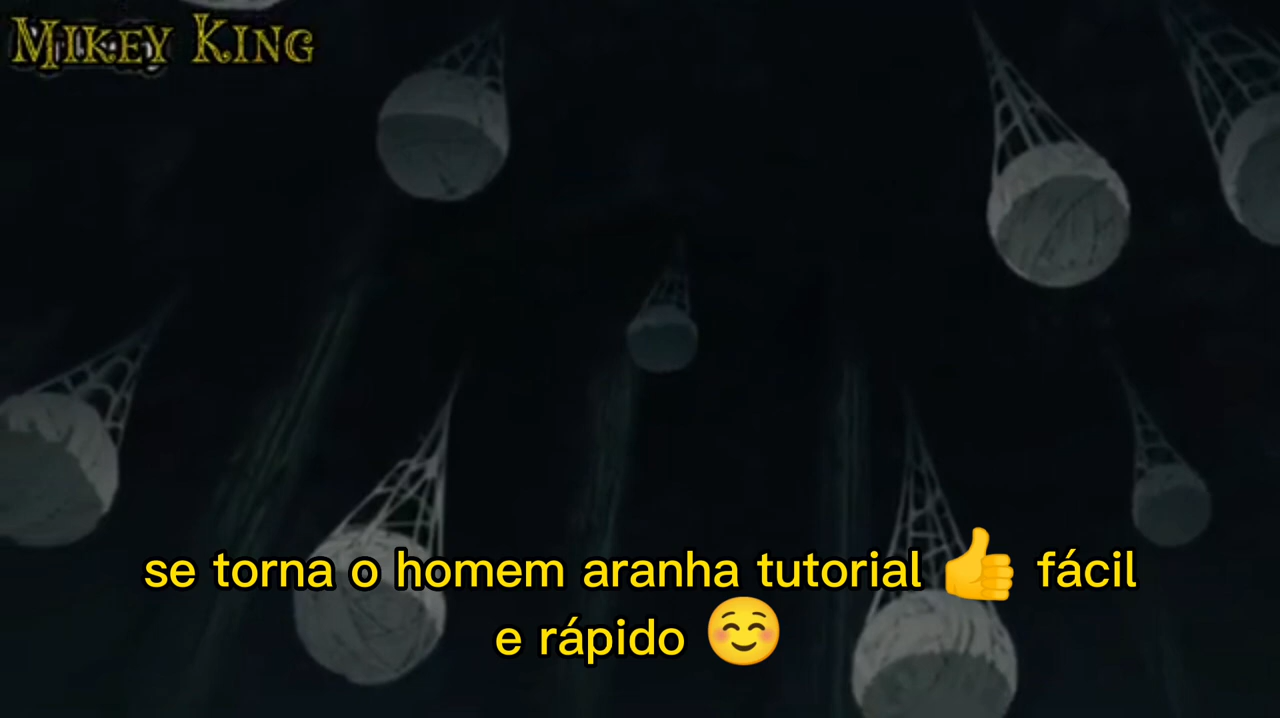 MIKEY KING
se torna o homem aranha tutorial 👍 fácil
e rápido ☺️